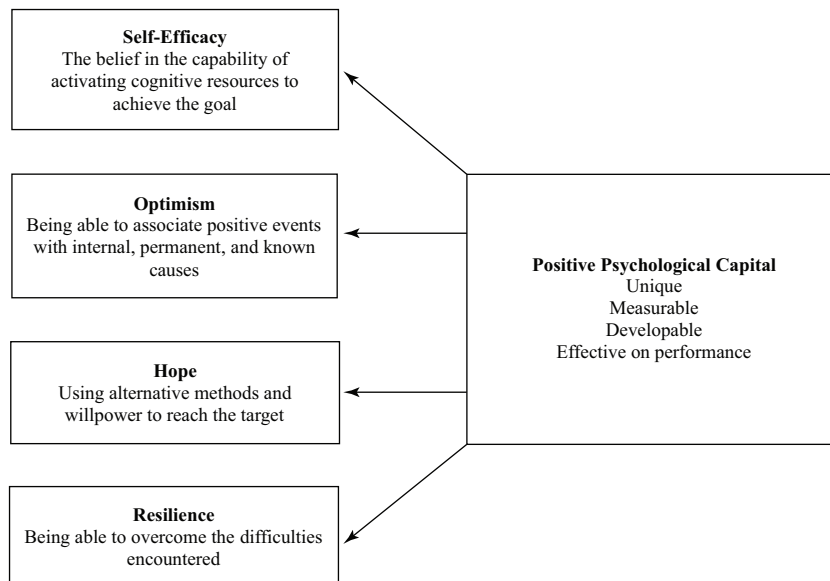 Self-Efficacy
The belief in the capability of
activating cognitive resources to
achieve the goal
Optimism
Being able to associate positive events
with internal, permanent, and known
causes
Hope
Using alternative methods and
willpower to reach the target
Resilience
Being able to overcome the difficulties
encountered
Positive Psychological Capital
Unique
Measurable
Developable
Effective on performance